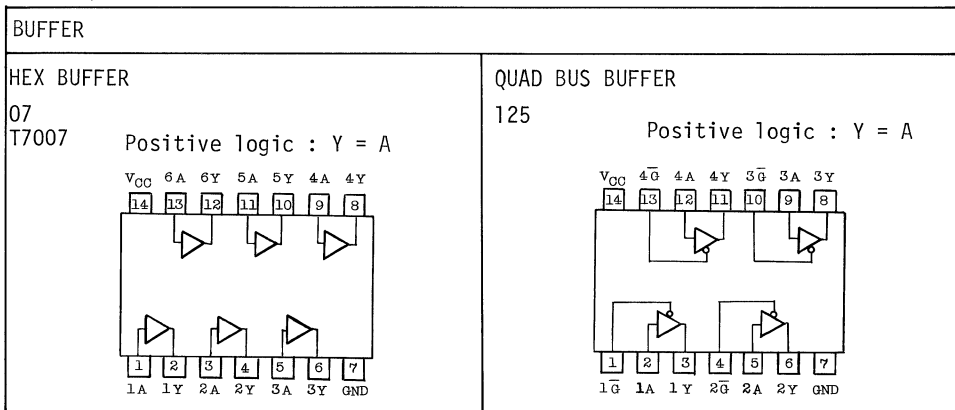 BUFFER
HEX BUFFER
07
T7007
Positive logic : Y = A
VCC 6A 6Y 5A 5Y 4A 4Y
14 13 12 11 10 9 8
1 2 3 4 5 6 7
1A 1Y 2A 2Y 3A 3Y GND
QUAD BUS BUFFER
125
Positive logic : Y = A
VCC 4G̅ 4A 4Y 3G̅ 3A 3Y
14 13 12 11 10 9 8
1 2 3 4 5 6 7
1G̅ 1A 1Y 2G̅ 2A 2Y GND